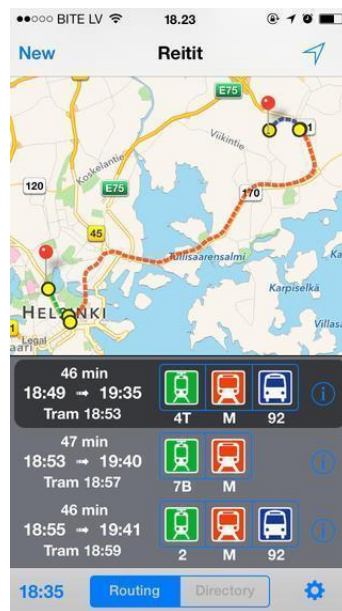 BITE LV 18.23
New Reitit
E75
Viikintie
Koskelantie
120
E75
170
45
Tullisaarensalmi
Karpiselkä
HELSINKI
Villas
Legal
46 min
18:49 → 19:35
Tram 18:53
4T M 92
47 min
18:53 → 19:40
Tram 18:57
7B M
46 min
18:55 → 19:41
Tram 18:59
2 M 92
18:35 Routing Directory